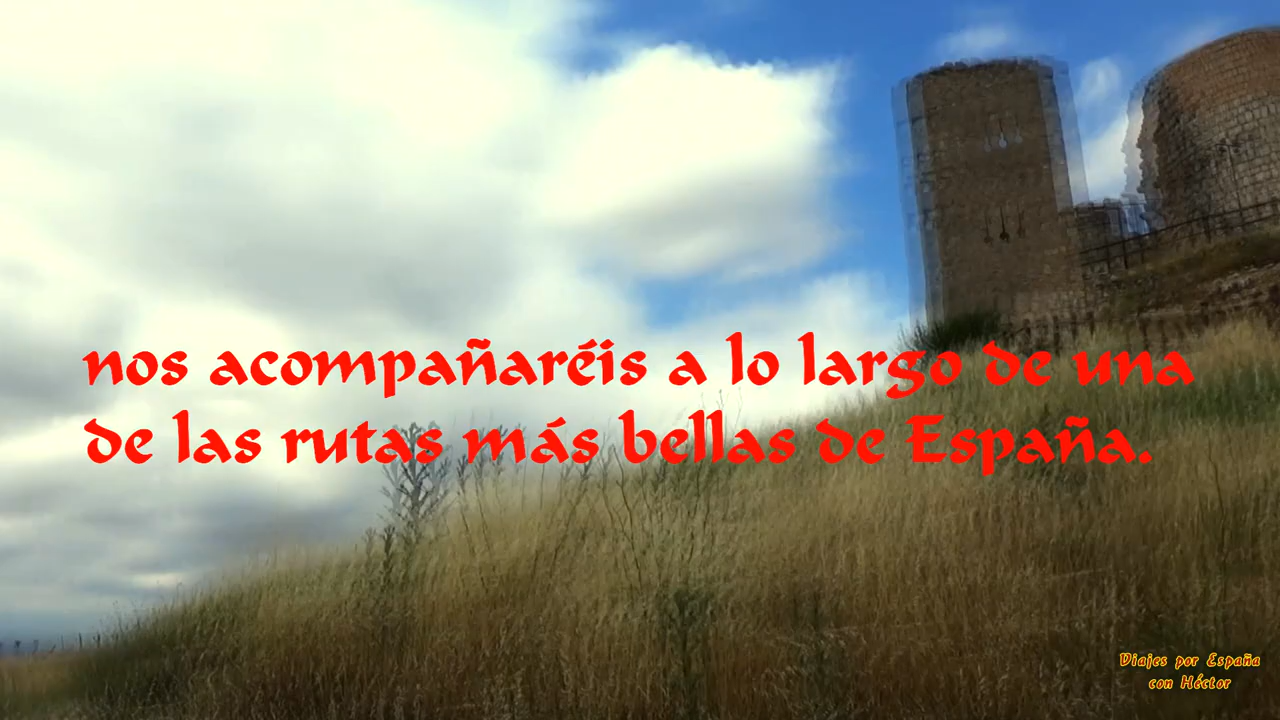 nos acompañaréis a lo largo de una
de las rutas más bellas de España.
Viajes por España
con Héctor